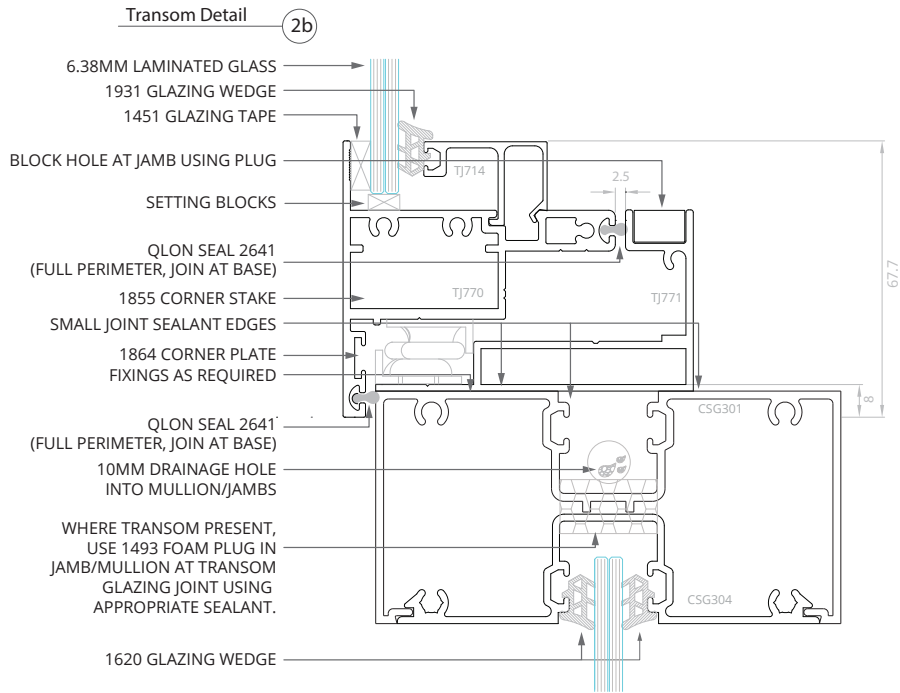 Transom Detail
2b
6.38MM LAMINATED GLASS
1931 GLAZING WEDGE
1451 GLAZING TAPE
BLOCK HOLE AT JAMB USING PLUG
TJ714
2.5
SETTING BLOCKS
QLON SEAL 2641
(FULL PERIMETER, JOIN AT BASE)
67.7
1855 CORNER STAKE
TJ770
TJ771
SMALL JOINT SEALANT EDGES
1864 CORNER PLATE
FIXINGS AS REQUIRED
8
CSG301
QLON SEAL 2641
(FULL PERIMETER, JOIN AT BASE)
10MM DRAINAGE HOLE
INTO MULLION/JAMBS
WHERE TRANSOM PRESENT,
USE 1493 FOAM PLUG IN
JAMB/MULLION AT TRANSOM
GLAZING JOINT USING
APPROPRIATE SEALANT.
CSG304
1620 GLAZING WEDGE